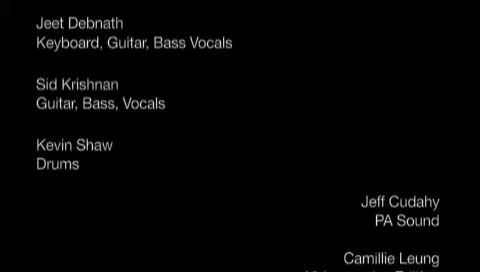 Jeet Debnath
Keyboard, Guitar, Bass Vocals
Sid Krishnan
Guitar, Bass, Vocals
Kevin Shaw
Drums
Jeff Cudahy
PA Sound
Camillie Leung